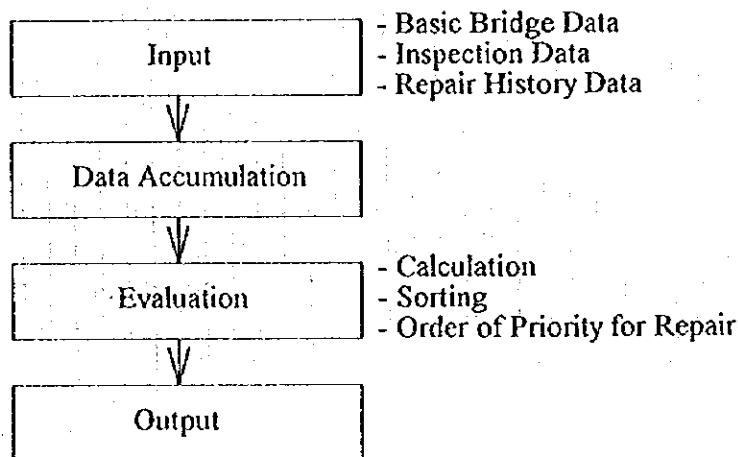 Input
- Basic Bridge Data
- Inspection Data
- Repair History Data
Data Accumulation
Evaluation
- Calculation
- Sorting
- Order of Priority for Repair
Output